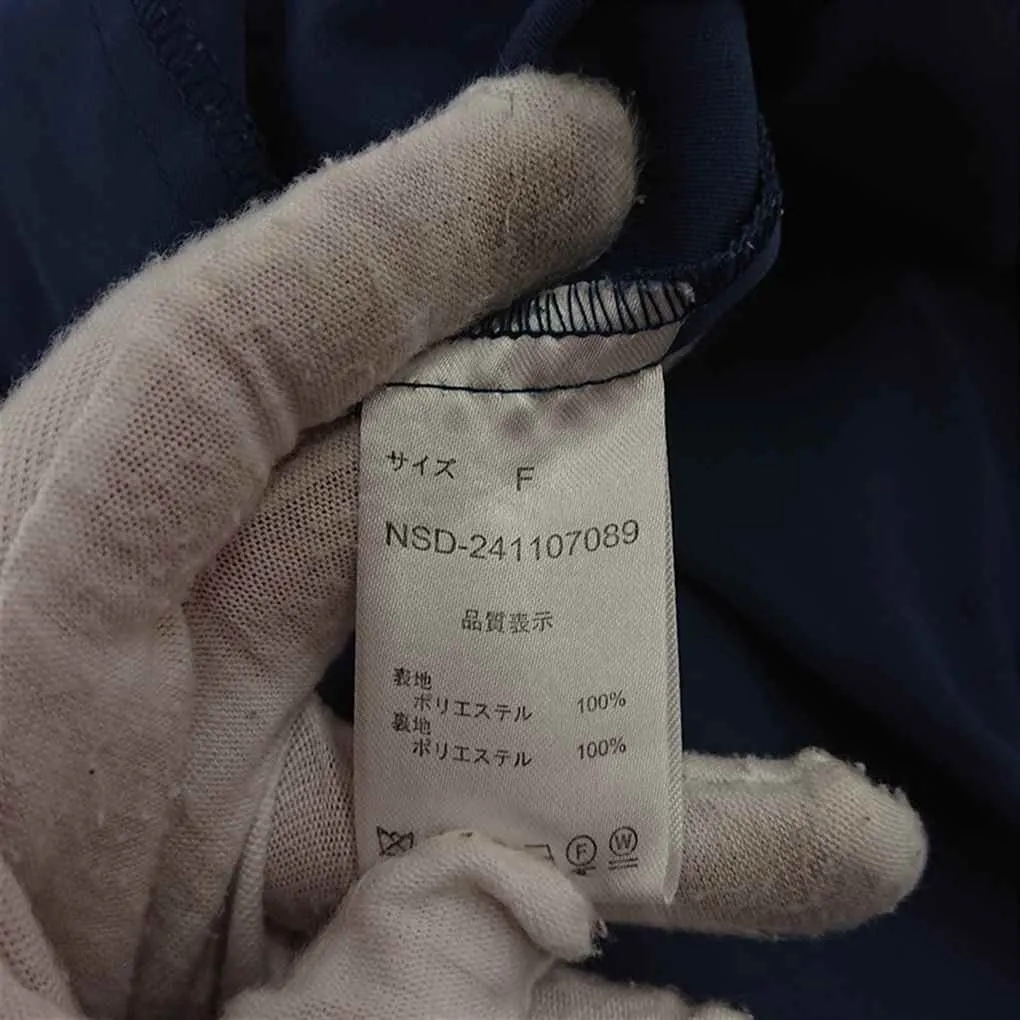 サイズ F
NSD-241107089
品質表示
表地
ポリエステル 100%
裏地
ポリエステル 100%
F W